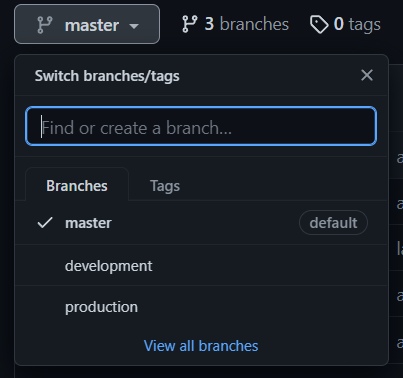 master 3 branches 0 tags
Switch branches/tags
Find or create a branch...
Branches Tags
master default
development
production
View all branches